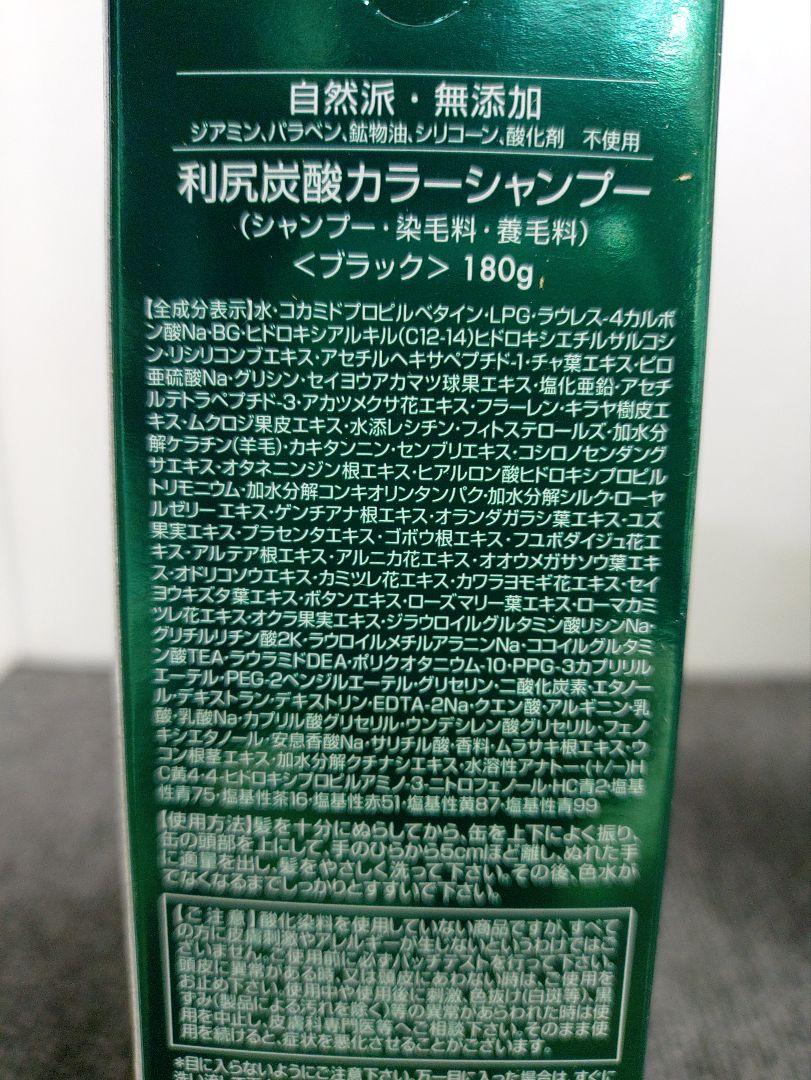 自然派・無添加
ジアミン、パラベン、鉱物油、シリコーン、酸化剤　不使用
利尻炭酸カラーシャンプー
(シャンプー・染毛料・養毛料)
<ブラック> 180g
【全成分表示】水・コカミドプロピルベタイン・LPG・ラウレス-4カルボ
ン酸Na・BG・ヒドロキシアルキル(C12-14)ヒドロキシエチルサルコシ
ン・リシリコンブエキス・アセチルヘキサペプチド-1・チャ葉エキス・ピロ
亜硫酸Na・グリシン・セイヨウアカマツ球果エキス・塩化亜鉛・アセチ
ルテトラペプチド-3・アカツメクサ花エキス・フラーレン・キラヤ樹皮エ
キス・ムクロジ果皮エキス・水添レシチン・フィトステロールズ・加水分
解ケラチン(羊毛)・カキタンニン・センブリエキス・コシロノセンダング
サエキス・オタネニンジン根エキス・ヒアルロン酸ヒドロキシプロピル
トリモニウム・加水分解コンキオリンタンパク・加水分解シルク・ローヤ
ルゼリーエキス・ゲンチアナ根エキス・オランダガラシ葉エキス・ユズ
果実エキス・プラセンタエキス・ゴボウ根エキス・フユボダイジュ花エ
キス・アルテア根エキス・アルニカ花エキス・オオウメガサソウ葉エキ
ス・オドリコソウエキス・カミツレ花エキス・カワラヨモギ花エキス・セイ
ヨウキズタ葉エキス・ボタンエキス・ローズマリー葉エキス・ローマカミ
ツレ花エキス・オクラ果実エキス・ジラウロイルグルタミン酸リシンNa・
グリチルリチン酸2K・ラウロイルメチルアラニンNa・ココイルグルタミ
ン酸TEA・ラウラミドDEA・ポリクオタニウム-10・PPG-3カプリリル
エーテル・PEG-2ベンジルエーテル・グリセリン・二酸化炭素・エタノー
ル・デキストラン・デキストリン・EDTA-2Na・クエン酸・アルギニン・乳
酸・乳酸Na・カプリル酸グリセリル・ウンデシレン酸グリセリル・フェノ
キシエタノール・安息香酸Na・サリチル酸・香料・ムラサキ根エキス・ウ
コン根茎エキス・加水分解クチナシエキス・水溶性アナトー・(+/-)H
C黄4・4-ヒドロキシプロピルアミノ-3-ニトロフェノール・HC青2・塩基
性青75・塩基性茶16・塩基性赤51・塩基性黄87・塩基性青99
【使用方法】髪を十分にぬらしてから、缶を上下によく振り、
缶の頭部を上にして、手のひらから5cmほど離し、ぬれた手
に適量を出し、髪をやさしく洗って下さい。その後、色水が
でなくなるまでしっかりとすすいで下さい。
【ご注意】酸化染料を使用していない商品ですが、すべて
の方に皮膚刺激やアレルギーが生じないというわけではご
ざいません。ご使用前に必ずパッチテストを行って下さい。
頭皮に異常がある時、又は頭皮にあわない時は、ご使用を
お止め下さい。使用中や使用後に刺激、色抜け(白斑等)、黒
ずみ(製品による汚れを除く)等の異常があらわれた時は使
用を中止し、皮膚科専門医等へご相談下さい。そのまま使
用を続けると、症状を悪化させることがございます。
*目に入らないようにご注意下さい。万一目に入った場合は、すぐに